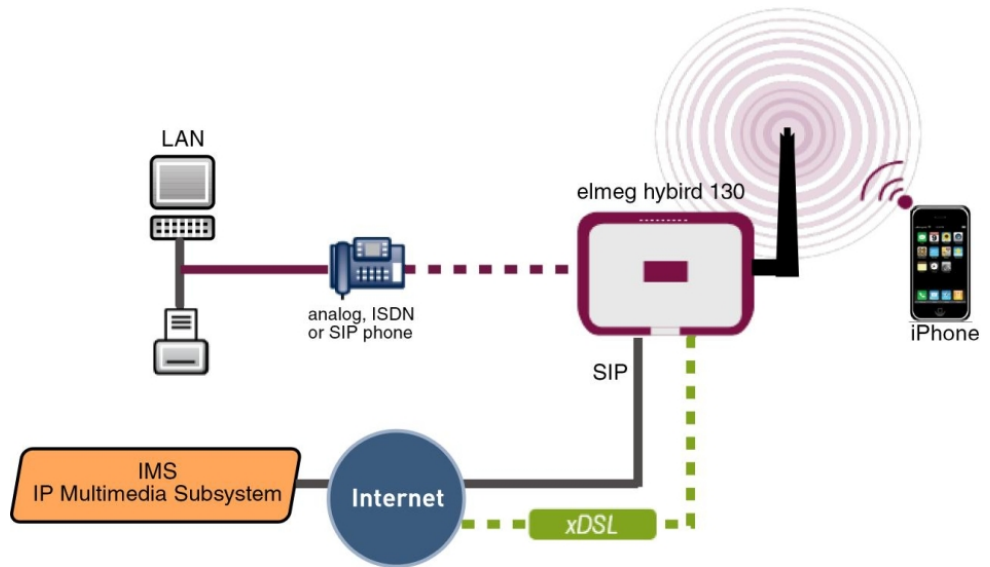 LAN
elmeg hybird 130
analog, ISDN
or SIP phone
iPhone
SIP
IMS
IP Multimedia Subsystem
Internet
xDSL